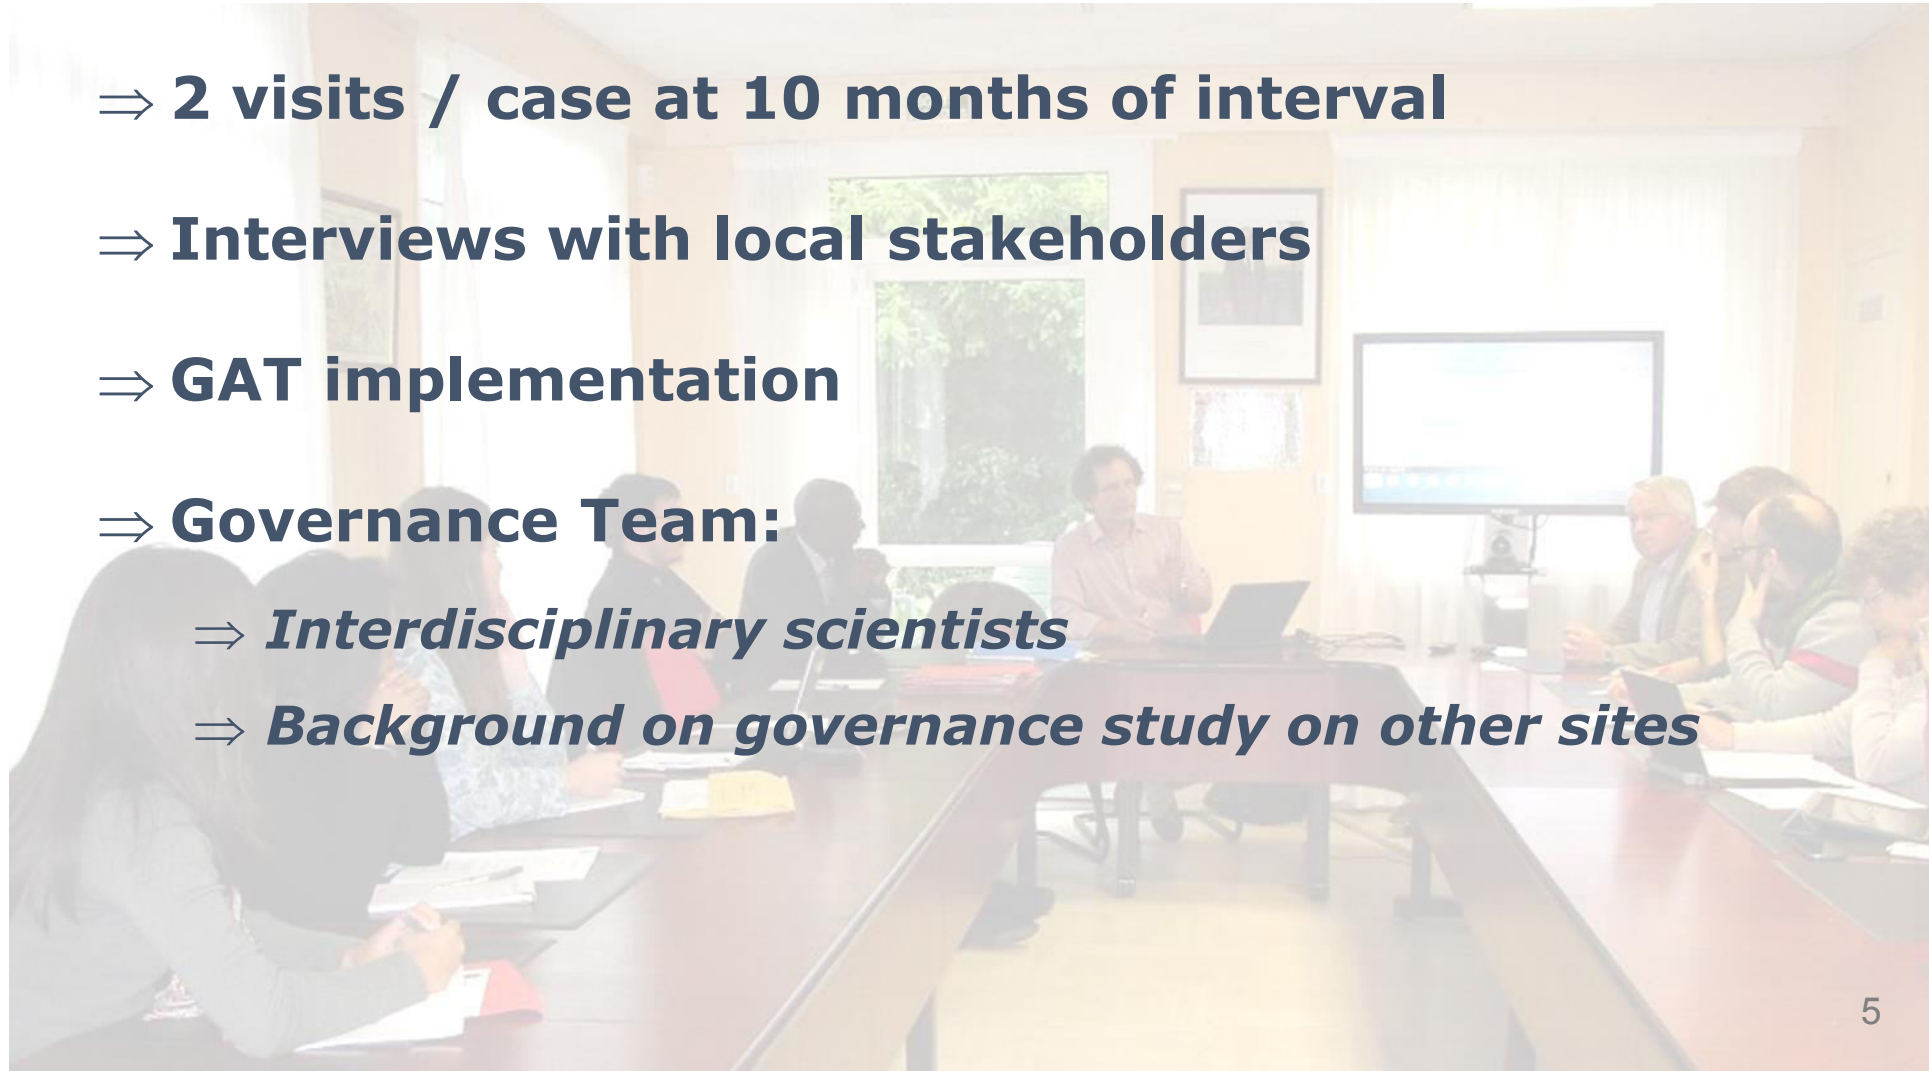 ⇒ 2 visits / case at 10 months of interval
⇒ Interviews with local stakeholders
⇒ GAT implementation
⇒ Governance Team:
⇒ Interdisciplinary scientists
⇒ Background on governance study on other sites
5